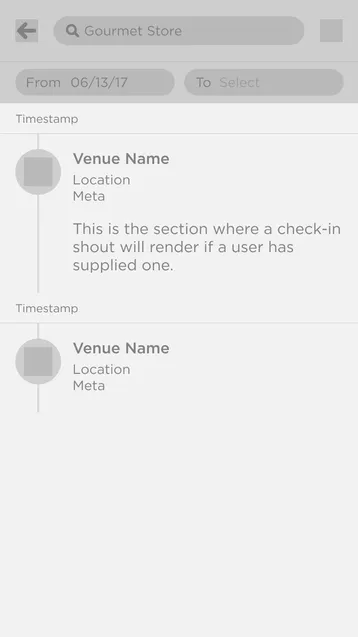 Gourmet Store
From 06/13/17 To Select
Timestamp
Venue Name
Location
Meta
This is the section where a check-in
shout will render if a user has
supplied one.
Timestamp
Venue Name
Location
Meta